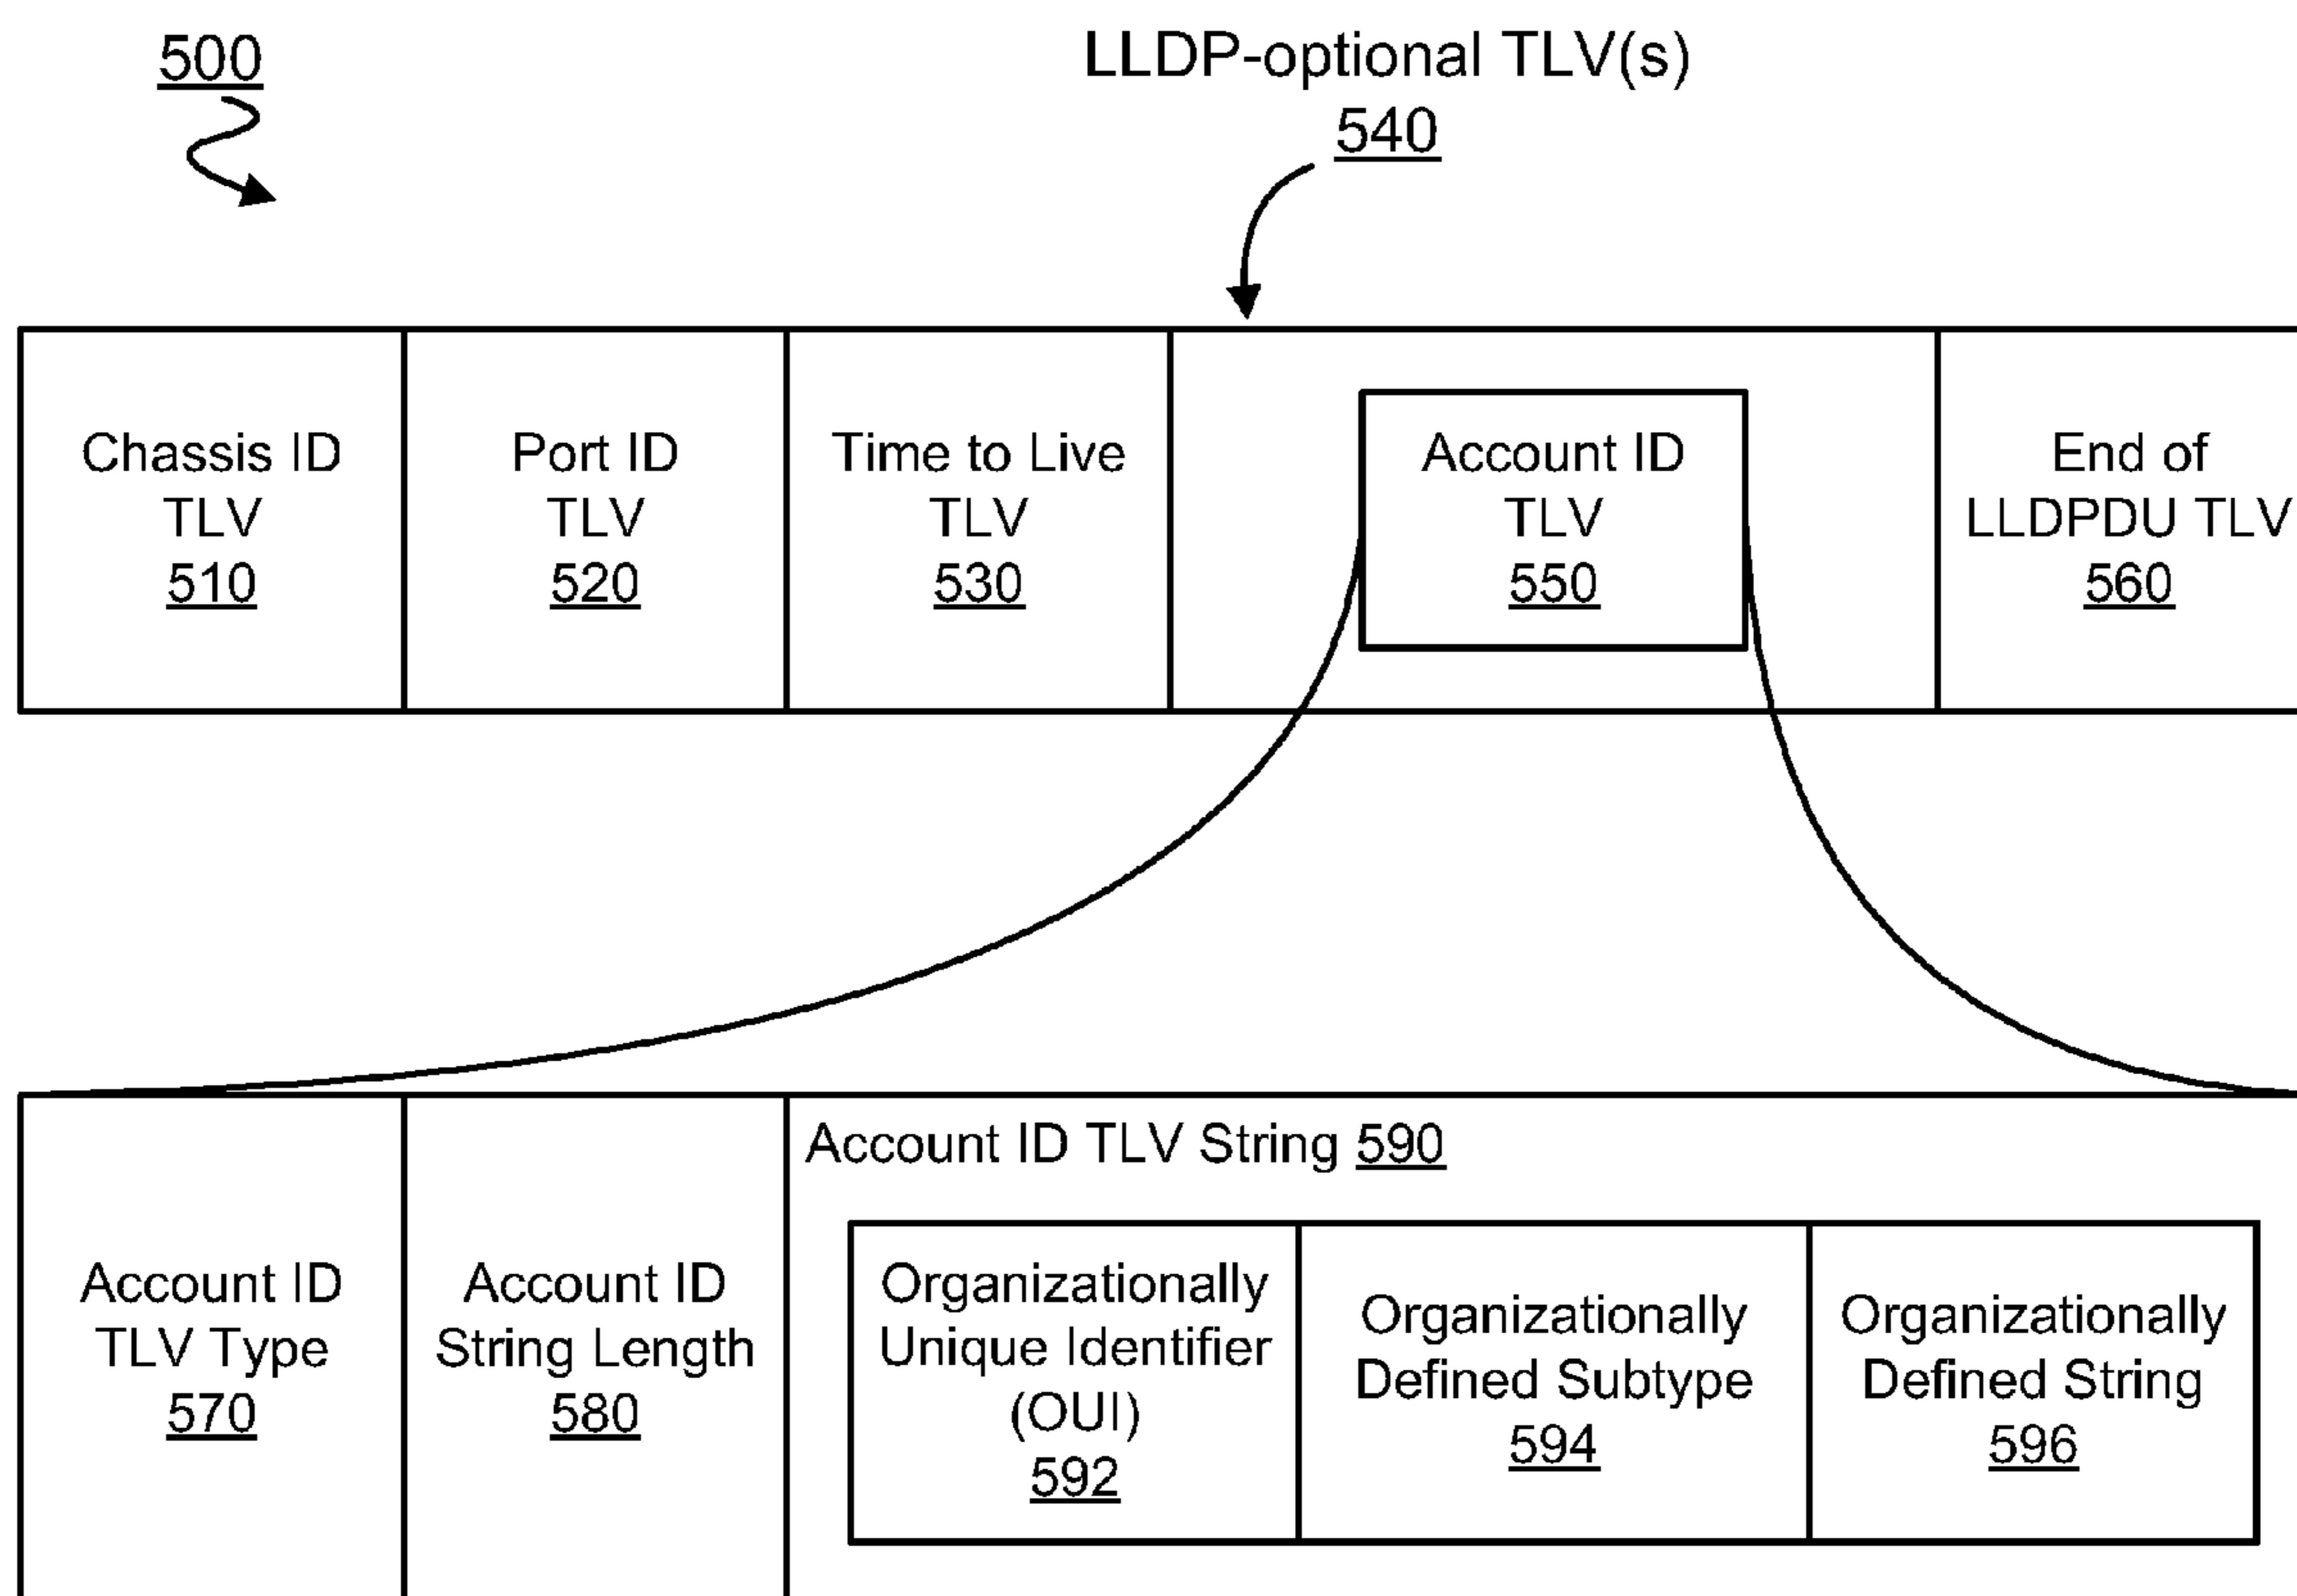 500
LLDP-optional TLV(s)
540
Chassis ID
TLV
510
Port ID
TLV
520
Time to Live
TLV
530
Account ID
TLV
550
End of
LLDPDU TLV
560
Account ID
TLV Type
570
Account ID
String Length
580
Account ID TLV String 590
Organizationally
Unique Identifier
(OUI)
592
Organizationally
Defined Subtype
594
Organizationally
Defined String
596